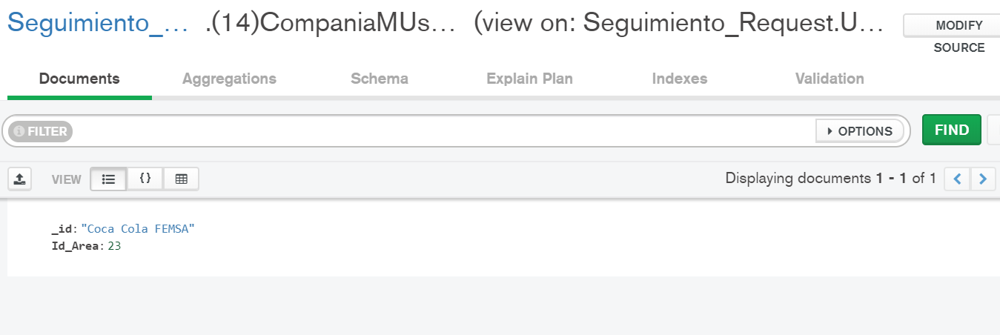 Seguimiento_... .(14)CompaniaMUs... (view on: Seguimiento_Request.U... MODIFY SOURCE
Documents Aggregations Schema Explain Plan Indexes Validation
FILTER OPTIONS FIND
VIEW {} Displaying documents 1 - 1 of 1
_id: "Coca Cola FEMSA"
Id_Area: 23